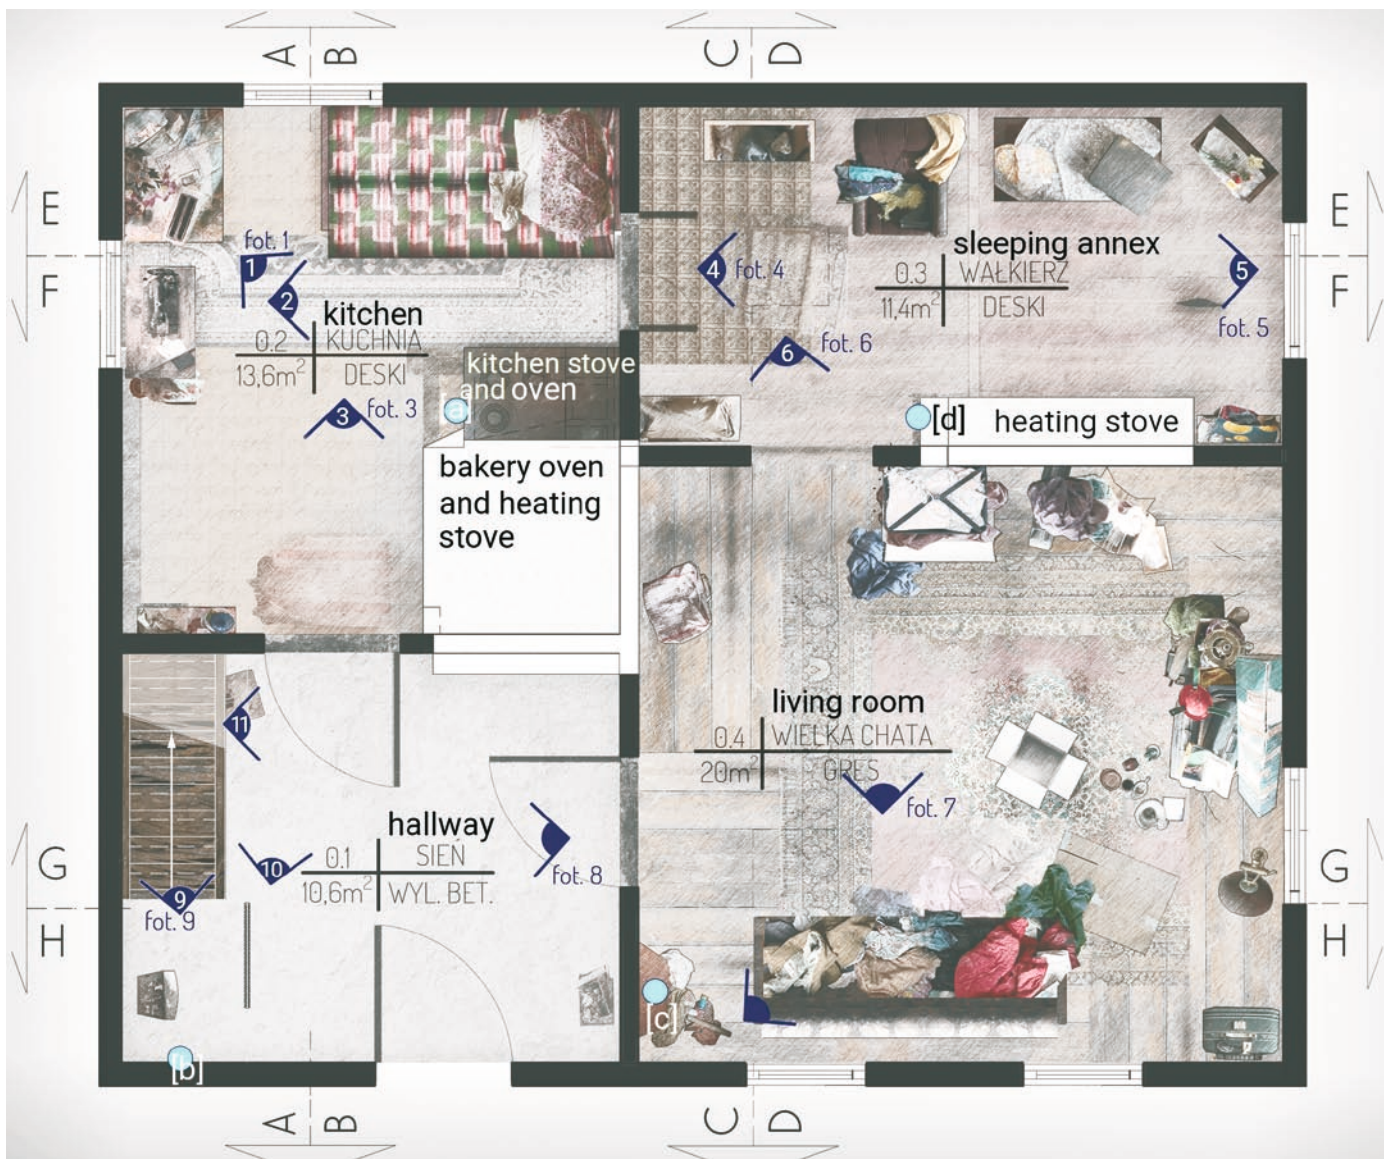 A
B
C
D
E
F
E
F
fot. 1
1
2
kitchen
0.2 KUCHNIA
13,6m² DESKI
kitchen stove
and oven
[a]
3 fot. 3
bakery oven
and heating
stove
4 fot. 4
sleeping annex
0.3 WAŁKIERZ
11,4m² DESKI
5
fot. 5
6 fot. 6
[d] heating stove
living room
0.4 WIELKA CHATA
20m² GRES
fot. 7
11
hallway
0.1 SIEŃ
10,6m² WYL. BET.
10
fot. 8
9
fot. 9
G
H
G
H
[b]
[c]
A
B
C
D